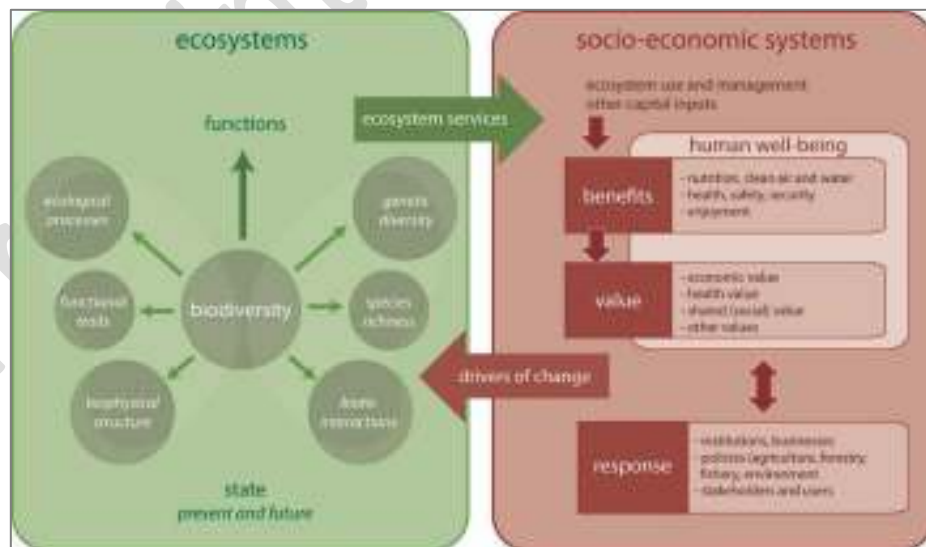 ecosystems
functions
ecological
processes
genetic
diversity
functional
traits
biodiversity
species
richness
biophysical
structure
biotic
interactions
state
present and future
ecosystem services
drivers of change
socio-economic systems
ecosystem use and management
other capital inputs
human well-being
benefits
- nutrition, clean air and water
- health, safety, security
- enjoyment
value
- economic value
- health value
- shared (social) value
- other values
response
- institutions, businesses
- policies (agriculture, forestry,
fishery, environment
- stakeholders and users